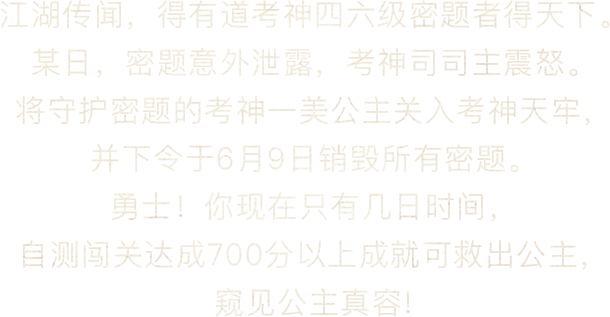 江湖传闻，得有道考神四六级密题者得天下。
某日，密题意外泄露，考神司司主震怒。
将守护密题的考神一美公主关入考神天牢，
并下令于6月9日销毁所有密题。
勇士！你现在只有几日时间，
自测闯关达成700分以上成就可救出公主，
窥见公主真容！